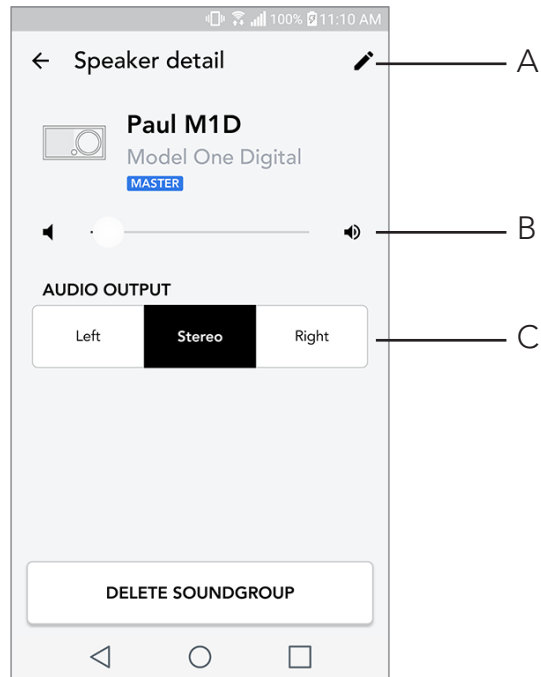 100% 11:10 AM
Speaker detail
A
Paul M1D
Model One Digital
MASTER
B
AUDIO OUTPUT
Left Stereo Right
C
DELETE SOUNDGROUP